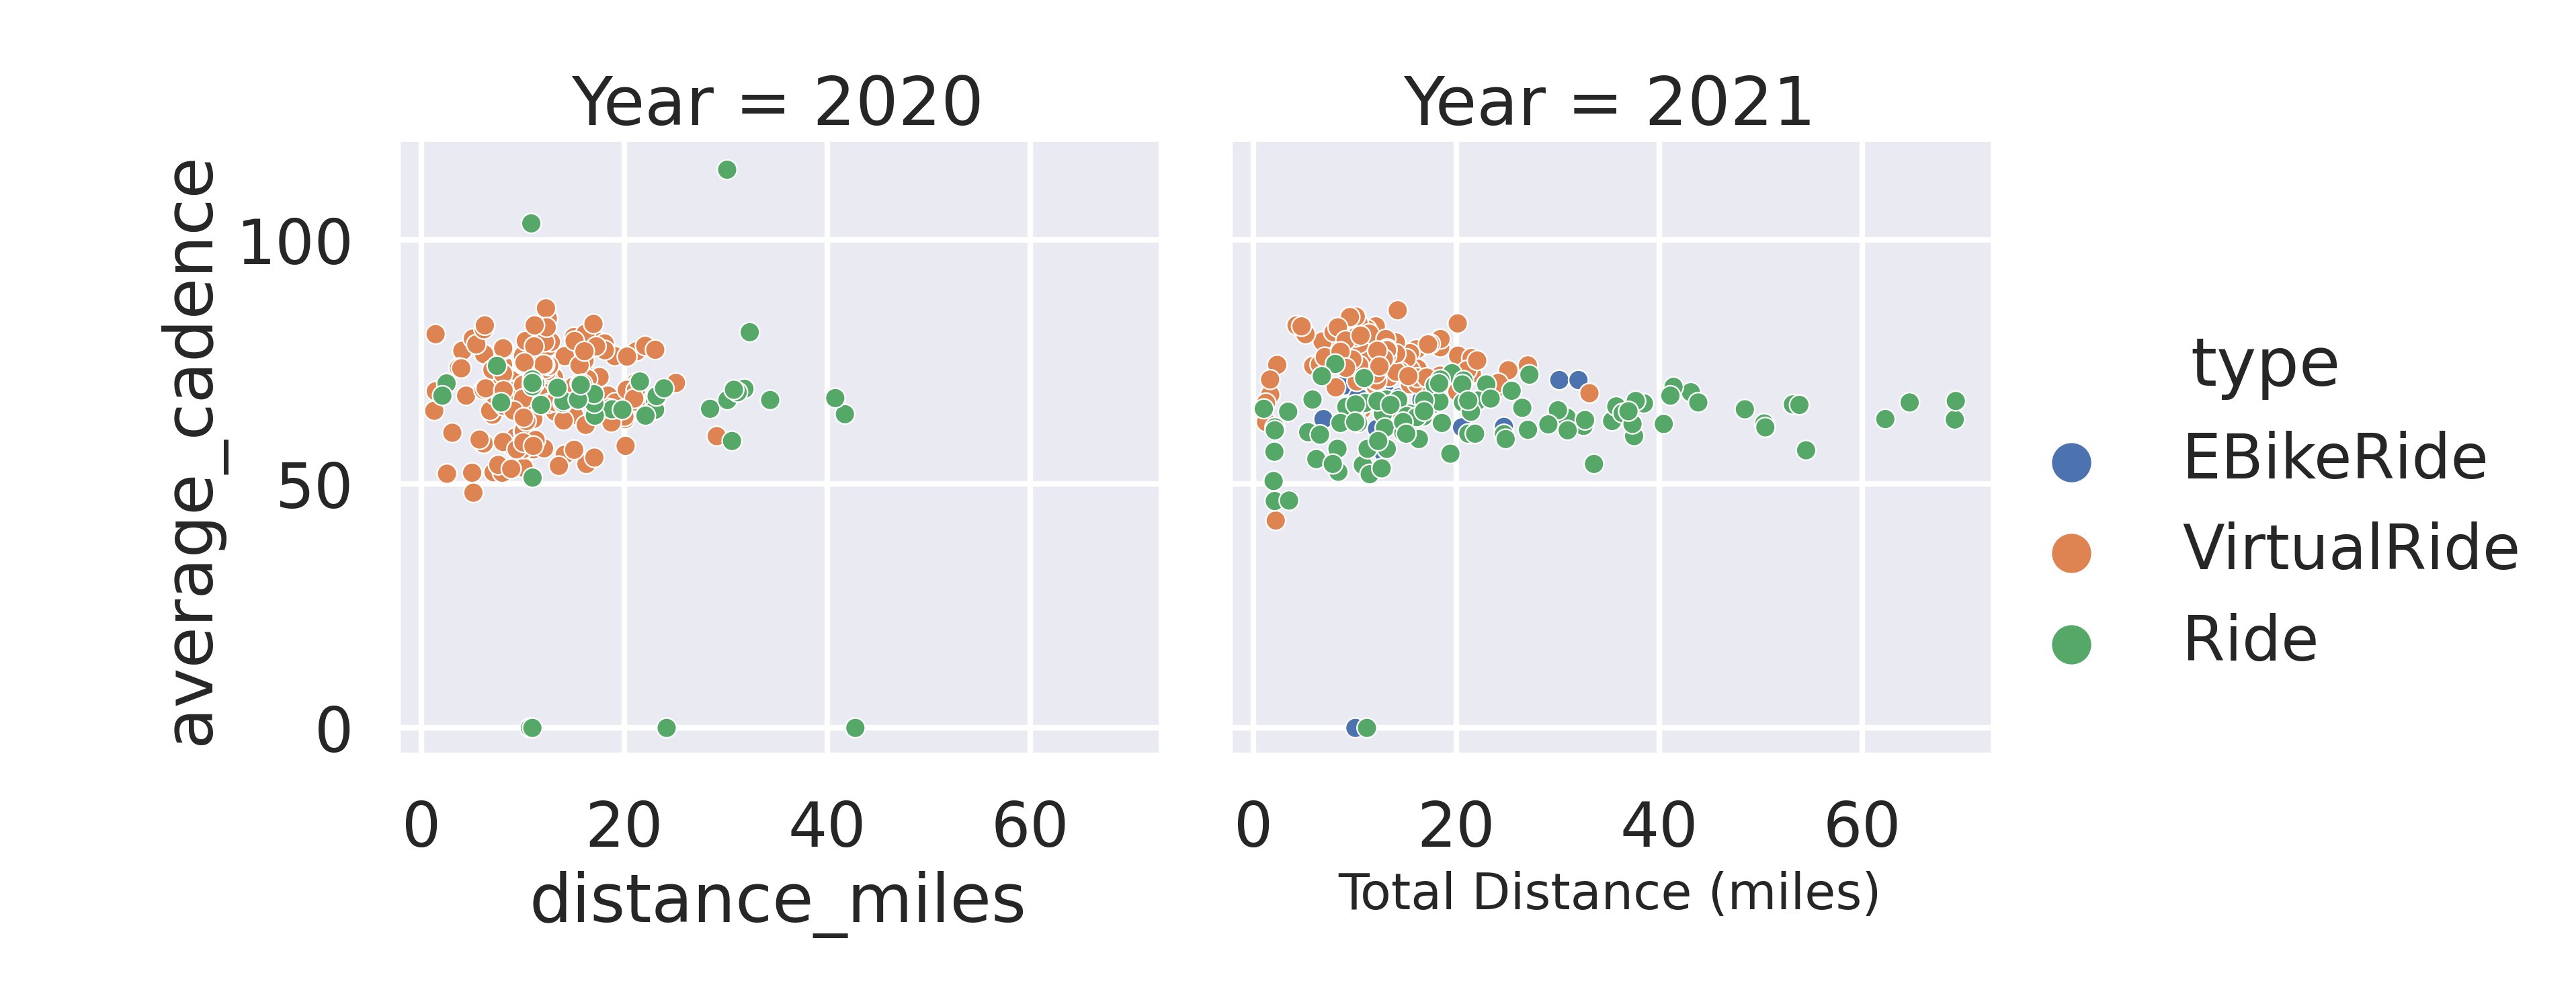 Year = 2020
Year = 2021
average_cadence
100
50
0
0 20 40 60
0 20 40 60
distance_miles
Total Distance (miles)
type
EBikeRide
VirtualRide
Ride